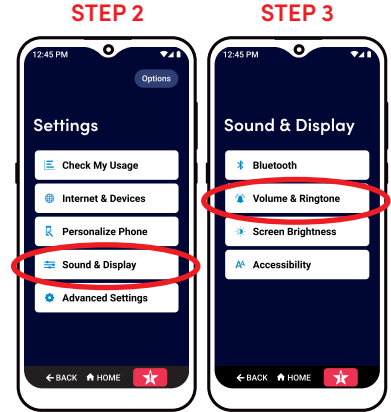 STEP 2
12:45 PM
Options
Settings
Check My Usage
Internet & Devices
Personalize Phone
Sound & Display
Advanced Settings
BACK HOME
STEP 3
12:45 PM
Sound & Display
Bluetooth
Volume & Ringtone
Screen Brightness
AA Accessibility
BACK HOME